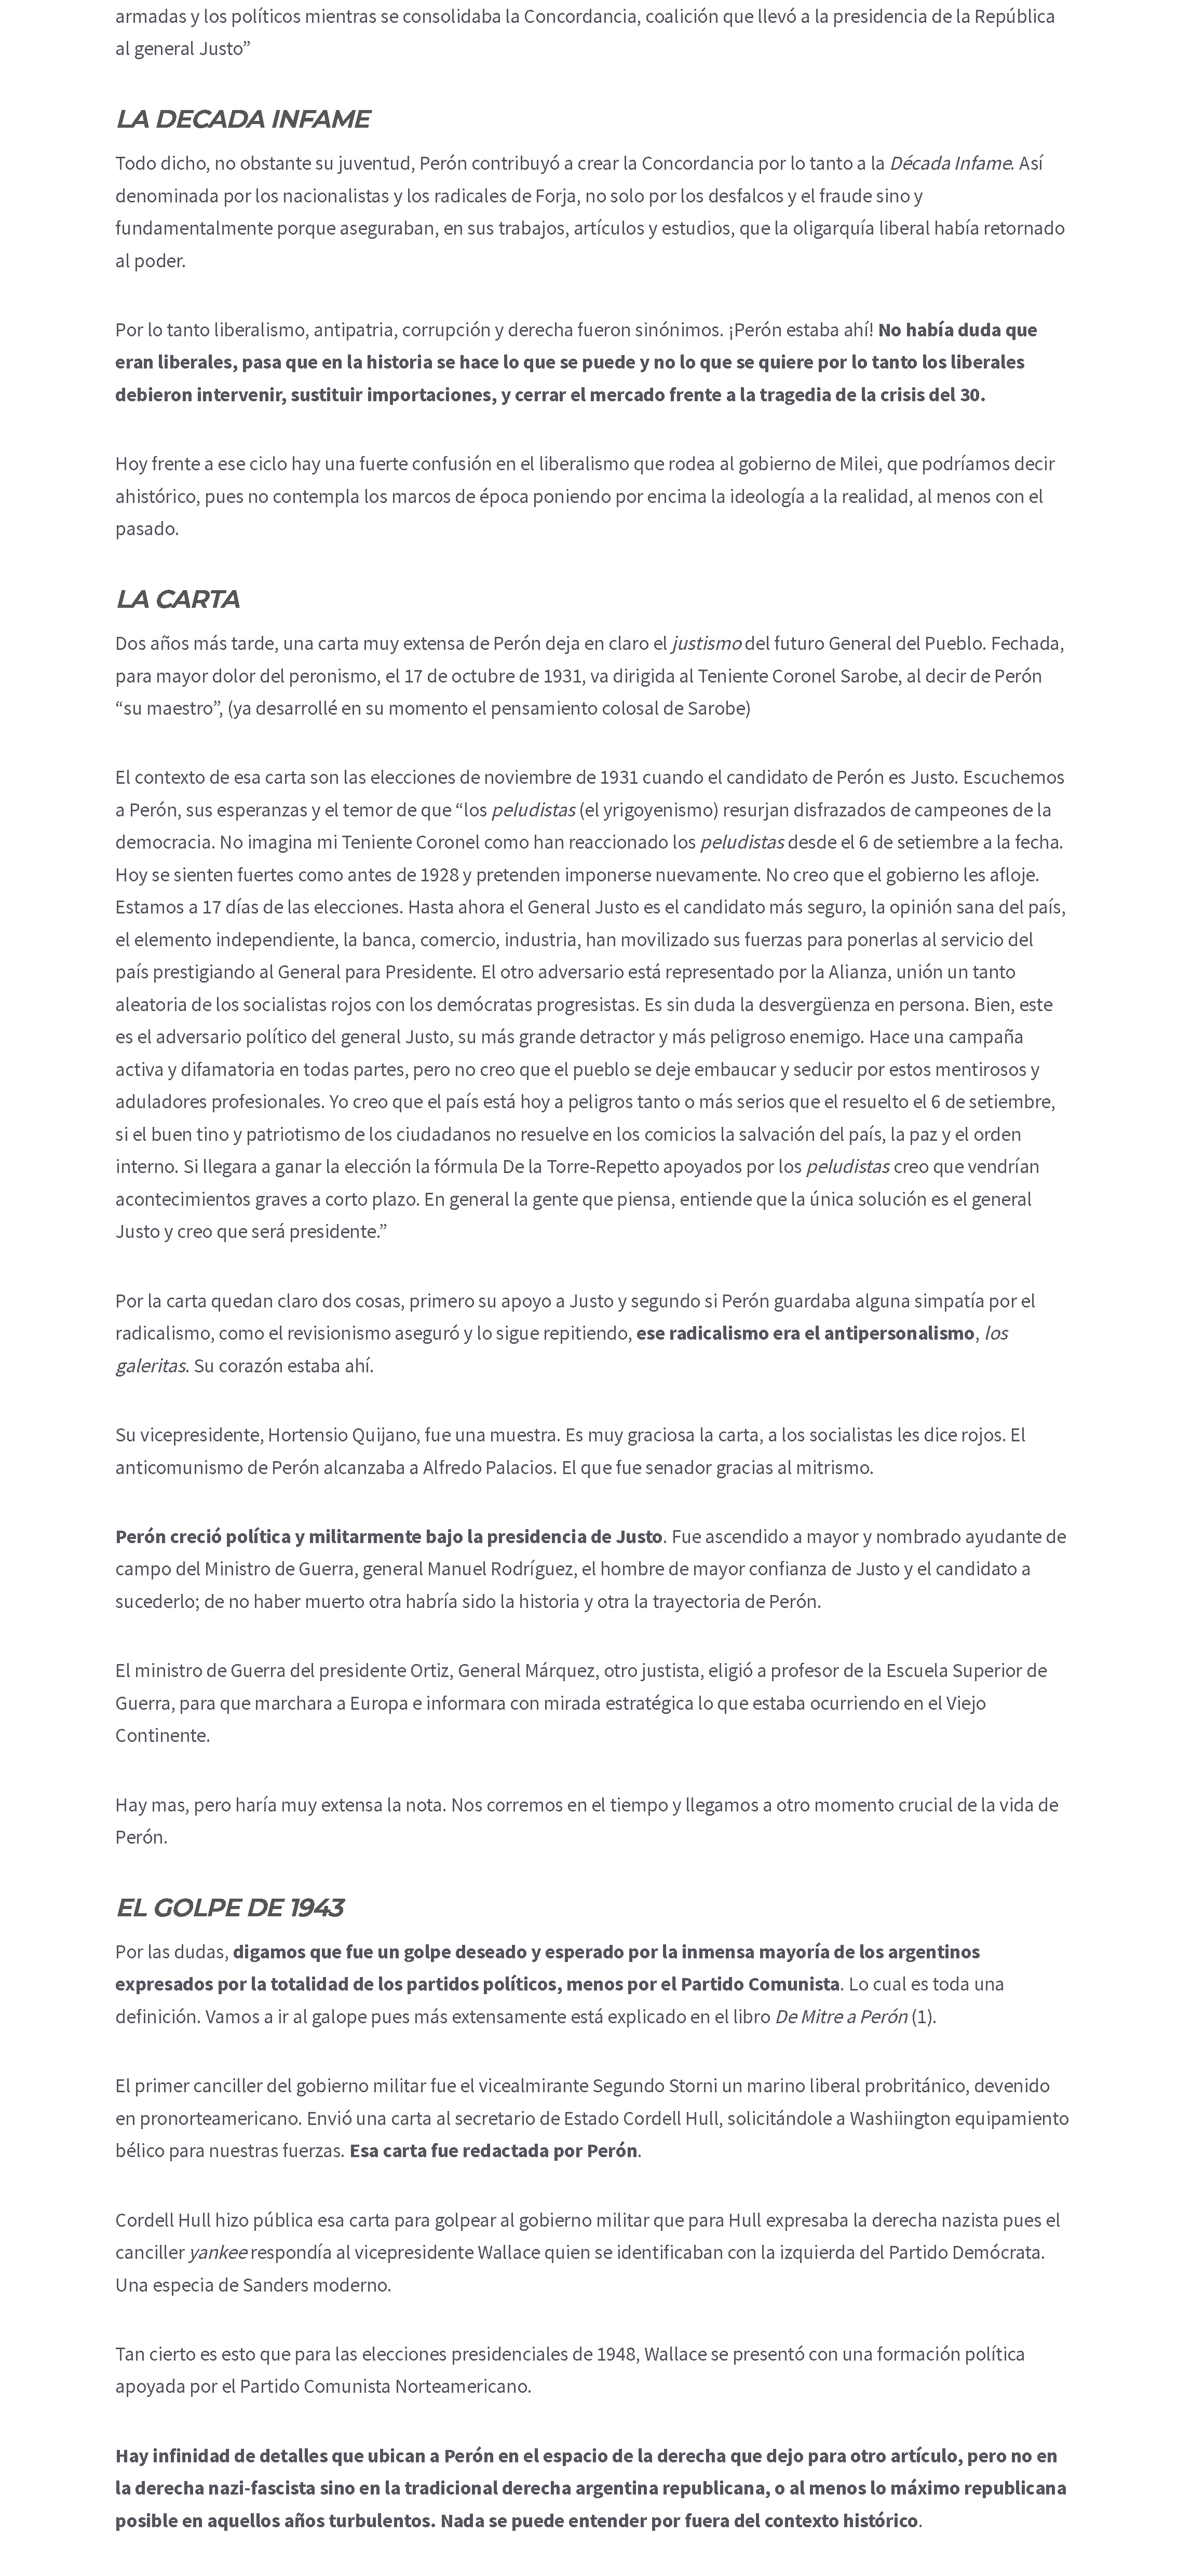 armadas y los políticos mientras se consolidaba la Concordancia, coalición que llevó a la presidencia de la República
al general Justo”
LA DECADA INFAME
Todo dicho, no obstante su juventud, Perón contribuyó a crear la Concordancia por lo tanto a la Década Infame. Así
denominada por los nacionalistas y los radicales de Forja, no solo por los desfalcos y el fraude sino y
fundamentalmente porque aseguraban, en sus trabajos, artículos y estudios, que la oligarquía liberal había retornado
al poder.
Por lo tanto liberalismo, antipatria, corrupción y derecha fueron sinónimos. ¡Perón estaba ahí! No había duda que
eran liberales, pasa que en la historia se hace lo que se puede y no lo que se quiere por lo tanto los liberales
debieron intervenir, sustituir importaciones, y cerrar el mercado frente a la tragedia de la crisis del 30.
Hoy frente a ese ciclo hay una fuerte confusión en el liberalismo que rodea al gobierno de Milei, que podríamos decir
ahistórico, pues no contempla los marcos de época poniendo por encima la ideología a la realidad, al menos con el
pasado.
LA CARTA
Dos años más tarde, una carta muy extensa de Perón deja en claro el justismo del futuro General del Pueblo. Fechada,
para mayor dolor del peronismo, el 17 de octubre de 1931, va dirigida al Teniente Coronel Sarobe, al decir de Perón
“su maestro”, (ya desarrollé en su momento el pensamiento colosal de Sarobe)
El contexto de esa carta son las elecciones de noviembre de 1931 cuando el candidato de Perón es Justo. Escuchemos
a Perón, sus esperanzas y el temor de que “los peludistas (el yrigoyenismo) resurjan disfrazados de campeones de la
democracia. No imagina mi Teniente Coronel como han reaccionado los peludistas desde el 6 de setiembre a la fecha.
Hoy se sienten fuertes como antes de 1928 y pretenden imponerse nuevamente. No creo que el gobierno les afloje.
Estamos a 17 días de las elecciones. Hasta ahora el General Justo es el candidato más seguro, la opinión sana del país,
el elemento independiente, la banca, comercio, industria, han movilizado sus fuerzas para ponerlas al servicio del
país prestigiando al General para Presidente. El otro adversario está representado por la Alianza, unión un tanto
aleatoria de los socialistas rojos con los demócratas progresistas. Es sin duda la desvergüenza en persona. Bien, este
es el adversario político del general Justo, su más grande detractor y más peligroso enemigo. Hace una campaña
activa y difamatoria en todas partes, pero no creo que el pueblo se deje embaucar y seducir por estos mentirosos y
aduladores profesionales. Yo creo que el país está hoy a peligros tanto o más serios que el resuelto el 6 de setiembre,
si el buen tino y patriotismo de los ciudadanos no resuelve en los comicios la salvación del país, la paz y el orden
interno. Si llegara a ganar la elección la fórmula De la Torre-Repetto apoyados por los peludistas creo que vendrían
acontecimientos graves a corto plazo. En general la gente que piensa, entiende que la única solución es el general
Justo y creo que será presidente.”
Por la carta quedan claro dos cosas, primero su apoyo a Justo y segundo si Perón guardaba alguna simpatía por el
radicalismo, como el revisionismo aseguró y lo sigue repitiendo, ese radicalismo era el antipersonalismo, los
galeritas. Su corazón estaba ahí.
Su vicepresidente, Hortensio Quijano, fue una muestra. Es muy graciosa la carta, a los socialistas les dice rojos. El
anticomunismo de Perón alcanzaba a Alfredo Palacios. El que fue senador gracias al mitrismo.
Perón creció política y militarmente bajo la presidencia de Justo. Fue ascendido a mayor y nombrado ayudante de
campo del Ministro de Guerra, general Manuel Rodríguez, el hombre de mayor confianza de Justo y el candidato a
sucederlo; de no haber muerto otra habría sido la historia y otra la trayectoria de Perón.
El ministro de Guerra del presidente Ortiz, General Márquez, otro justista, eligió a profesor de la Escuela Superior de
Guerra, para que marchara a Europa e informara con mirada estratégica lo que estaba ocurriendo en el Viejo
Continente.
Hay mas, pero haría muy extensa la nota. Nos corremos en el tiempo y llegamos a otro momento crucial de la vida de
Perón.
EL GOLPE DE 1943
Por las dudas, digamos que fue un golpe deseado y esperado por la inmensa mayoría de los argentinos
expresados por la totalidad de los partidos políticos, menos por el Partido Comunista. Lo cual es toda una
definición. Vamos a ir al galope pues más extensamente está explicado en el libro De Mitre a Perón (1).
El primer canciller del gobierno militar fue el vicealmirante Segundo Storni un marino liberal probritánico, devenido
en pronorteamericano. Envió una carta al secretario de Estado Cordell Hull, solicitándole a Washiington equipamiento
bélico para nuestras fuerzas. Esa carta fue redactada por Perón.
Cordell Hull hizo pública esa carta para golpear al gobierno militar que para Hull expresaba la derecha nazista pues el
canciller yankee respondía al vicepresidente Wallace quien se identificaban con la izquierda del Partido Demócrata.
Una especia de Sanders moderno.
Tan cierto es esto que para las elecciones presidenciales de 1948, Wallace se presentó con una formación política
apoyada por el Partido Comunista Norteamericano.
Hay infinidad de detalles que ubican a Perón en el espacio de la derecha que dejo para otro artículo, pero no en
la derecha nazi-fascista sino en la tradicional derecha argentina republicana, o al menos lo máximo republicana
posible en aquellos años turbulentos. Nada se puede entender por fuera del contexto histórico.